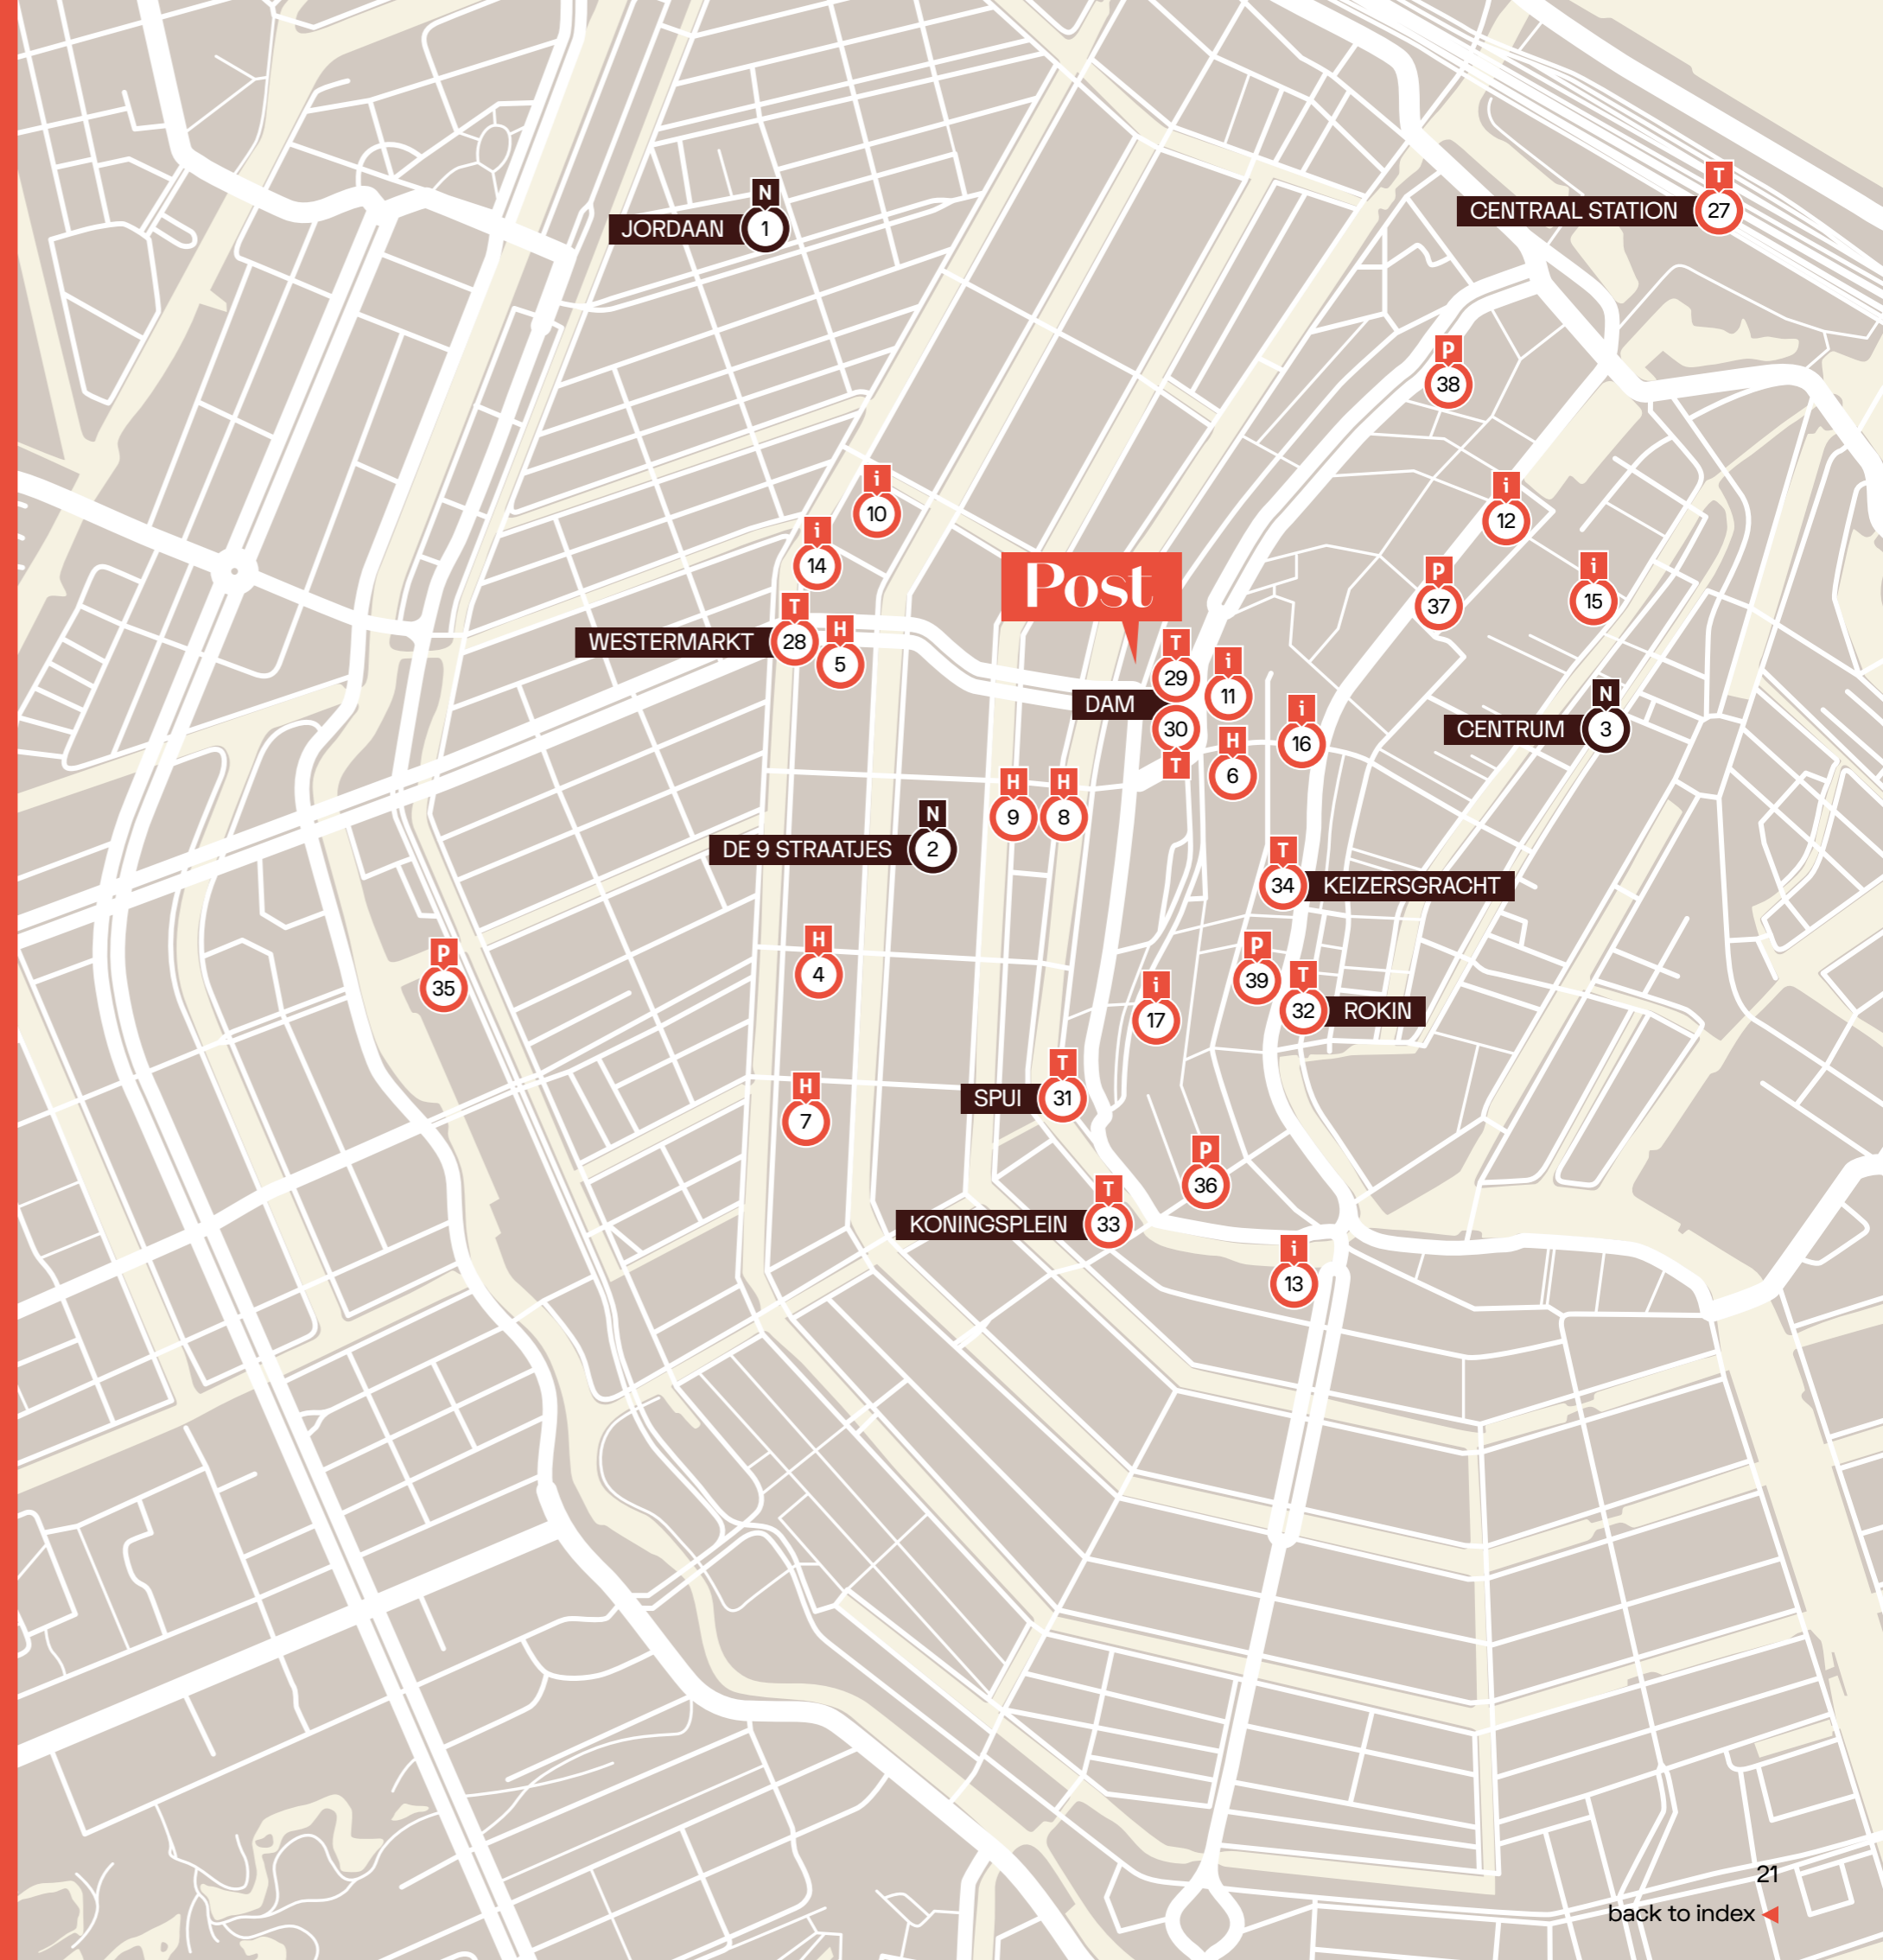 N
JORDAAN 1
T
CENTRAAL STATION 27
P
38
i
10
i
12
i
14
Post
P
37
i
15
T
WESTERMARKT 28
H
5
T
29
i
11
DAM
30
T
H
6
i
16
N
CENTRUM 3
H
9
H
8
N
DE 9 STRAATJES 2
T
34 KEIZERSGRACHT
P
35
H
4
P
39
T
32 ROKIN
i
17
T
SPUI 31
H
7
P
36
T
KONINGSPLEIN 33
i
13
21
back to index